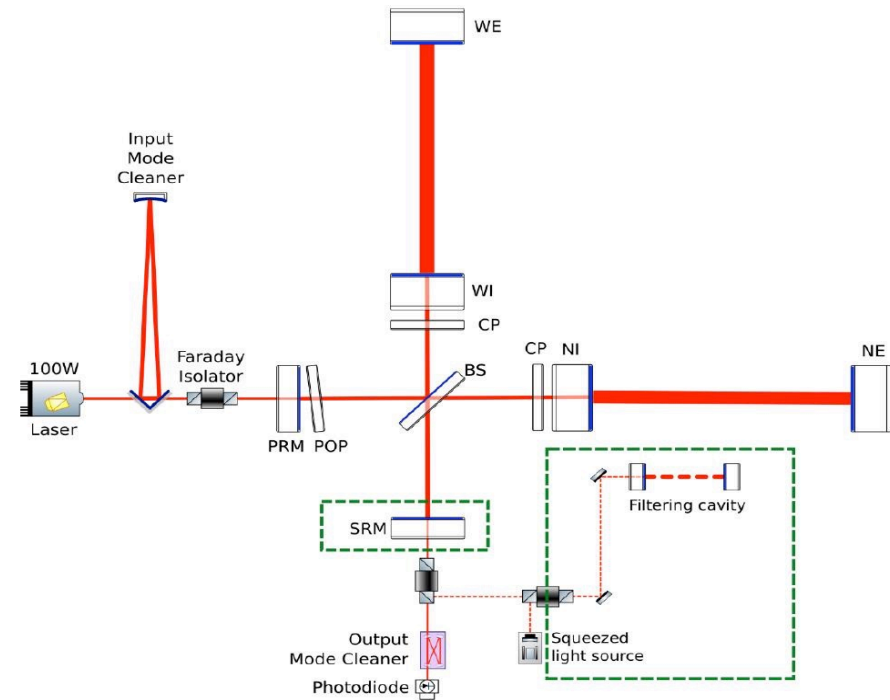 WE
Input
Mode
Cleaner
WI
CP
100W
Laser
Faraday
Isolator
PRM
POP
BS
CP
NI
NE
SRM
Filtering cavity
Squeezed
light source
Output
Mode Cleaner
Photodiode